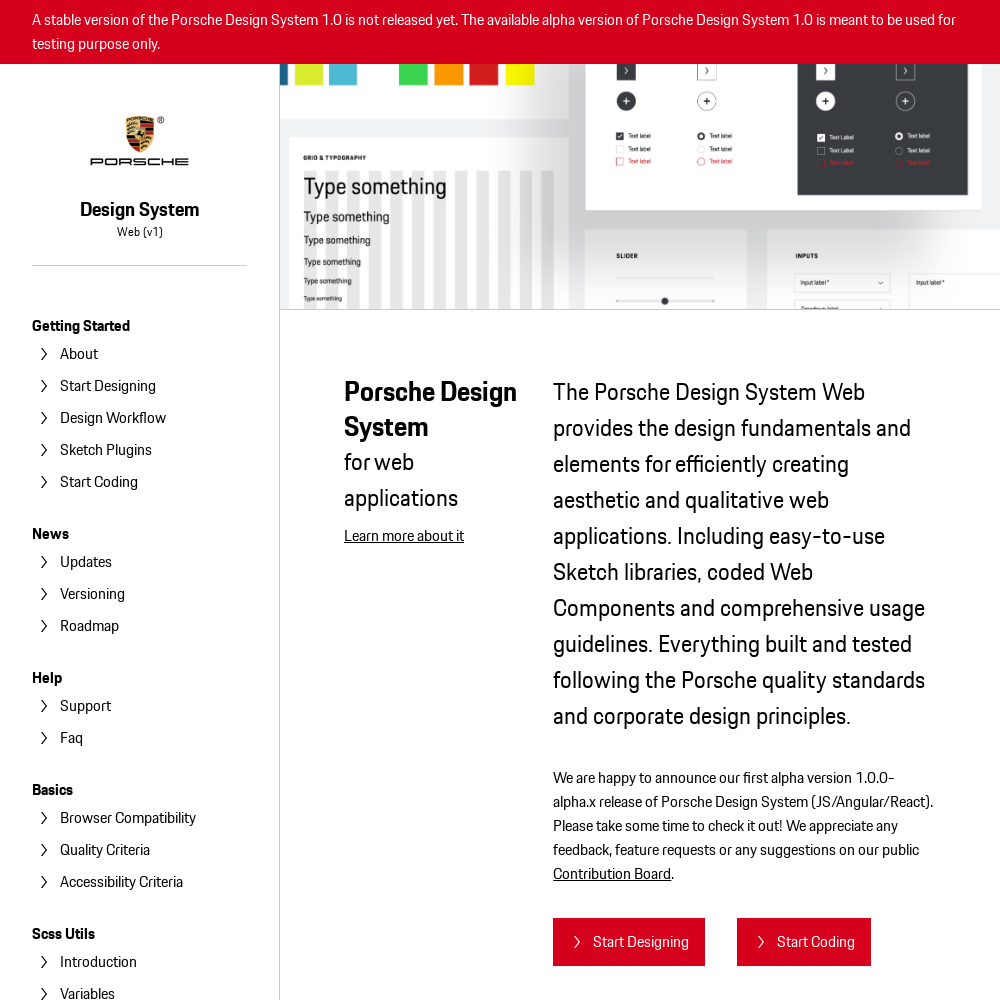 A stable version of the Porsche Design System 1.0 is not released yet. The available alpha version of Porsche Design System 1.0 is meant to be used for
testing purpose only.
PORSCHE
®
PORSCHE
Design System
Web (v1)
Getting Started
About
Start Designing
Design Workflow
Sketch Plugins
Start Coding
News
Updates
Versioning
Roadmap
Help
Support
Faq
Basics
Browser Compatibility
Quality Criteria
Accessibility Criteria
Scss Utils
Introduction
Variables
GRID & TYPOGRAPHY
Type something
Type something
Type something
Type something
Type something
Type something
Text label
Text label
Text label
Text label
Text label
Text label
Text Label
Text label
Text Label
Text label
Text Label
Text label
SLIDER
INPUTS
Input label*
Input label*
Dropdown label
Porsche Design
System
for web
applications
Learn more about it
The Porsche Design System Web
provides the design fundamentals and
elements for efficiently creating
aesthetic and qualitative web
applications. Including easy-to-use
Sketch libraries, coded Web
Components and comprehensive usage
guidelines. Everything built and tested
following the Porsche quality standards
and corporate design principles.
We are happy to announce our first alpha version 1.0.0-
alpha.x release of Porsche Design System (JS/Angular/React).
Please take some time to check it out! We appreciate any
feedback, feature requests or any suggestions on our public
Contribution Board.
Start Designing
Start Coding